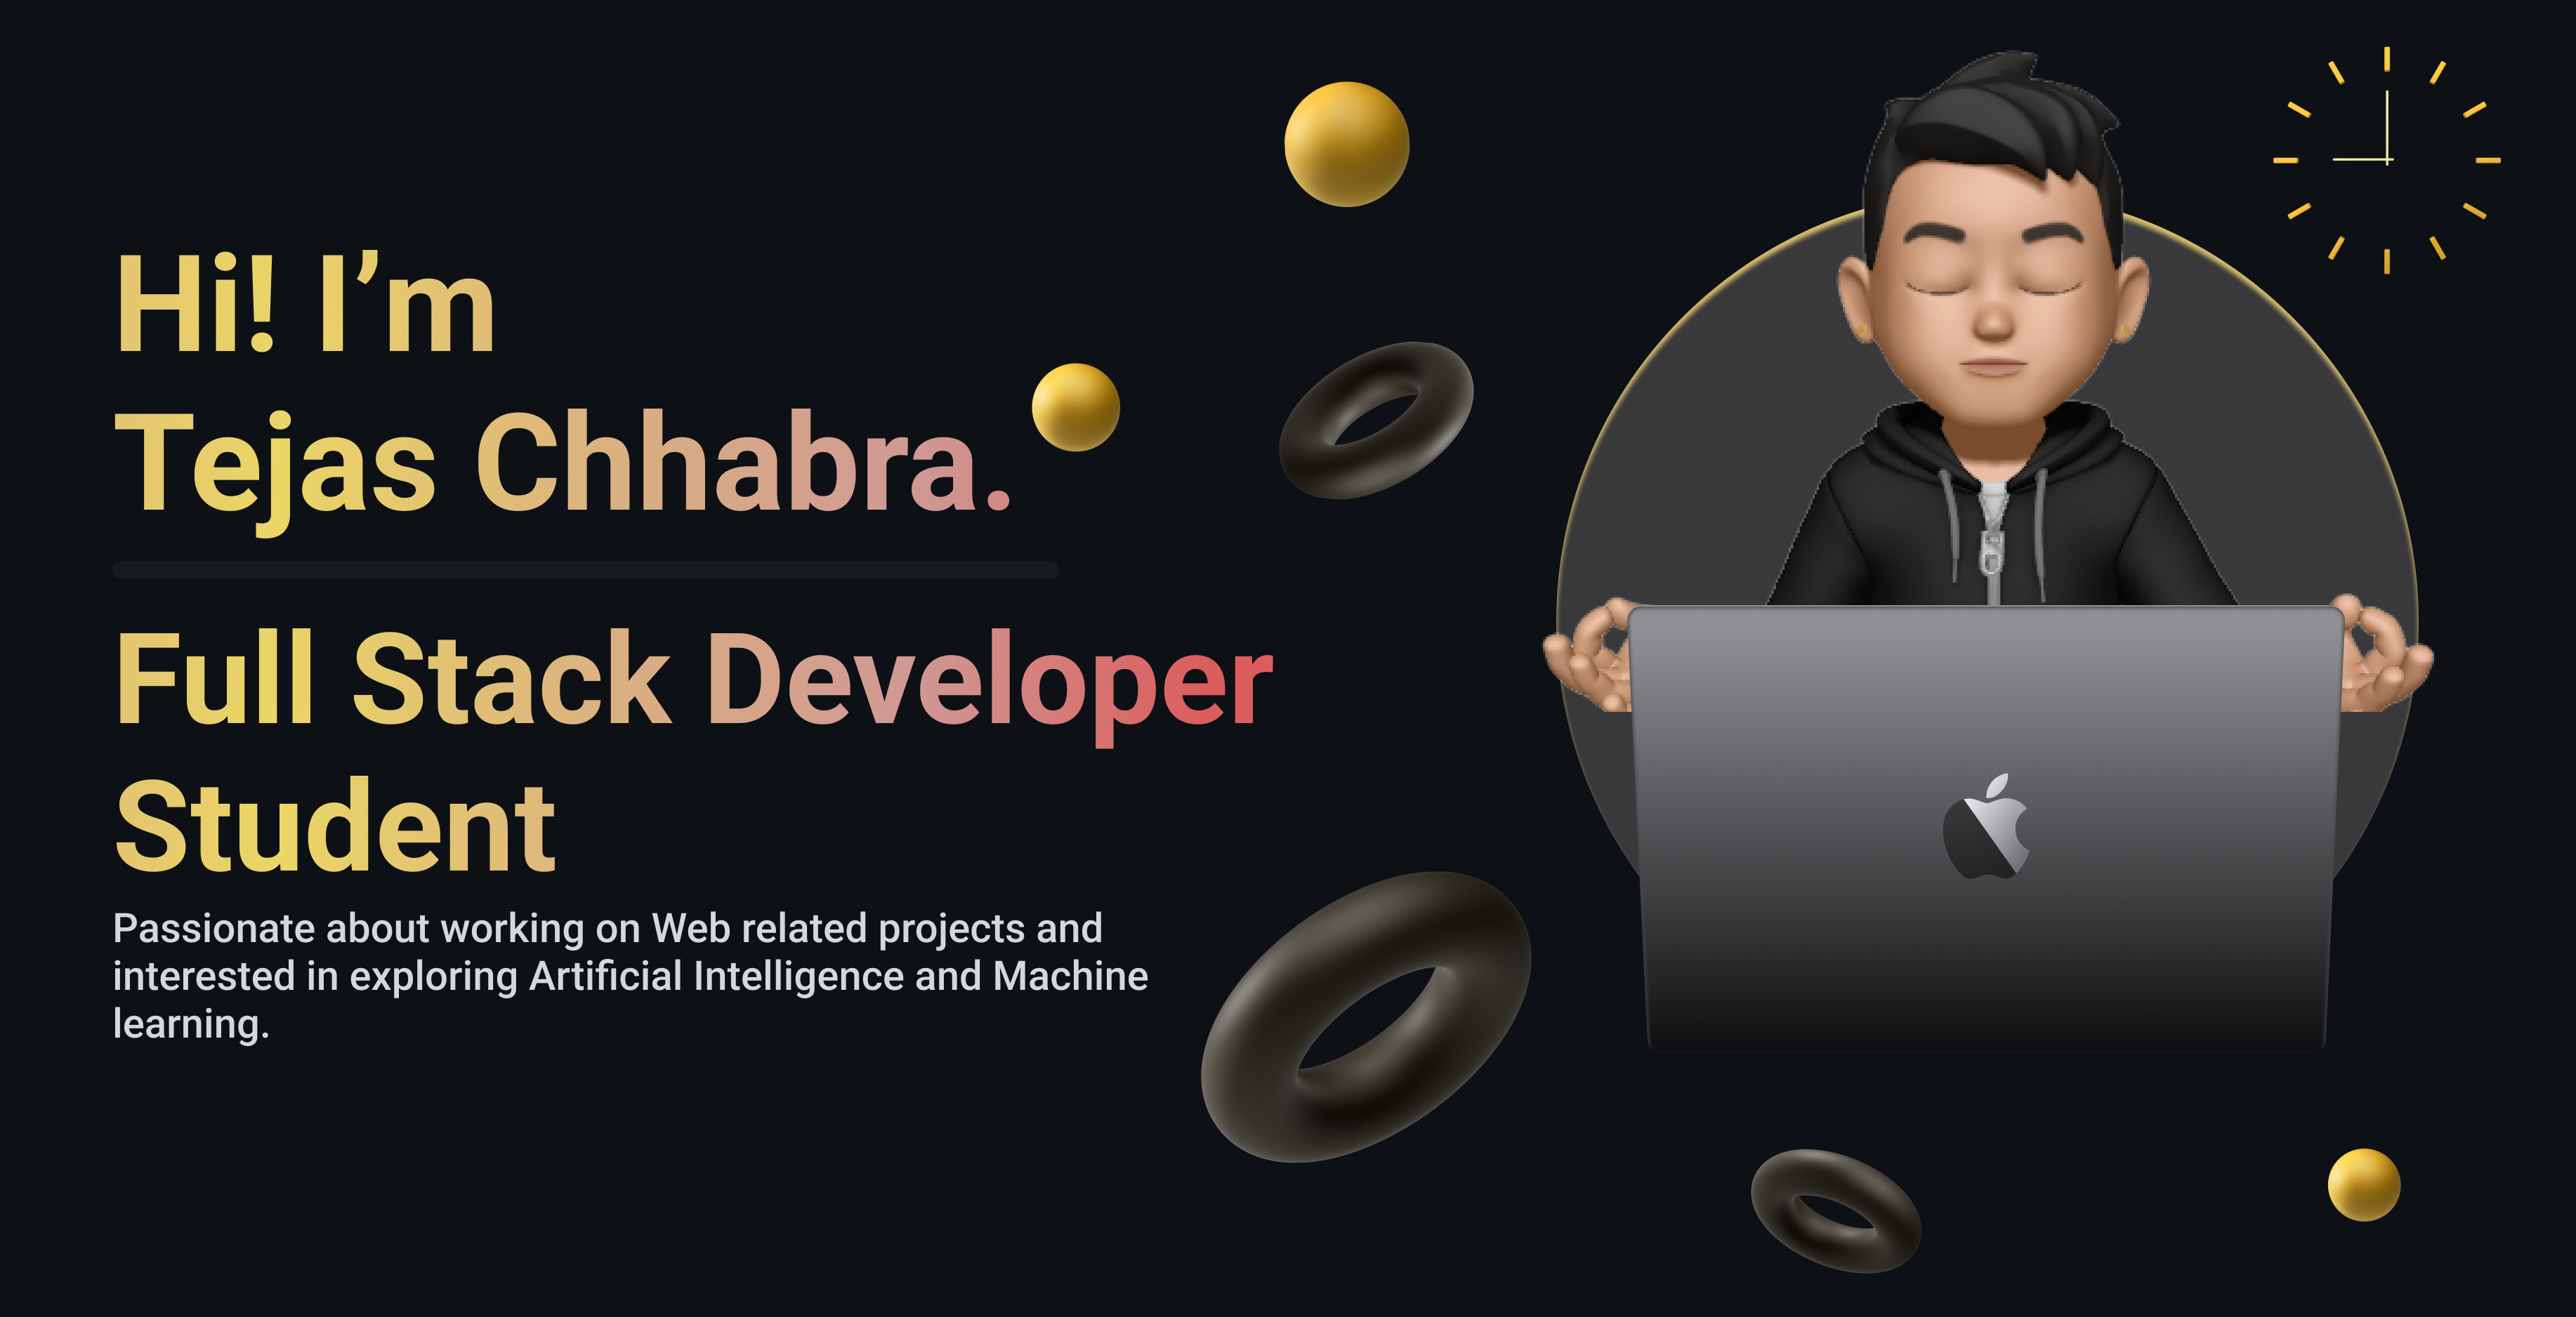 Hi! I’m
Tejas Chhabra.
Full Stack Developer
Student
Passionate about working on Web related projects and
interested in exploring Artificial Intelligence and Machine
learning.